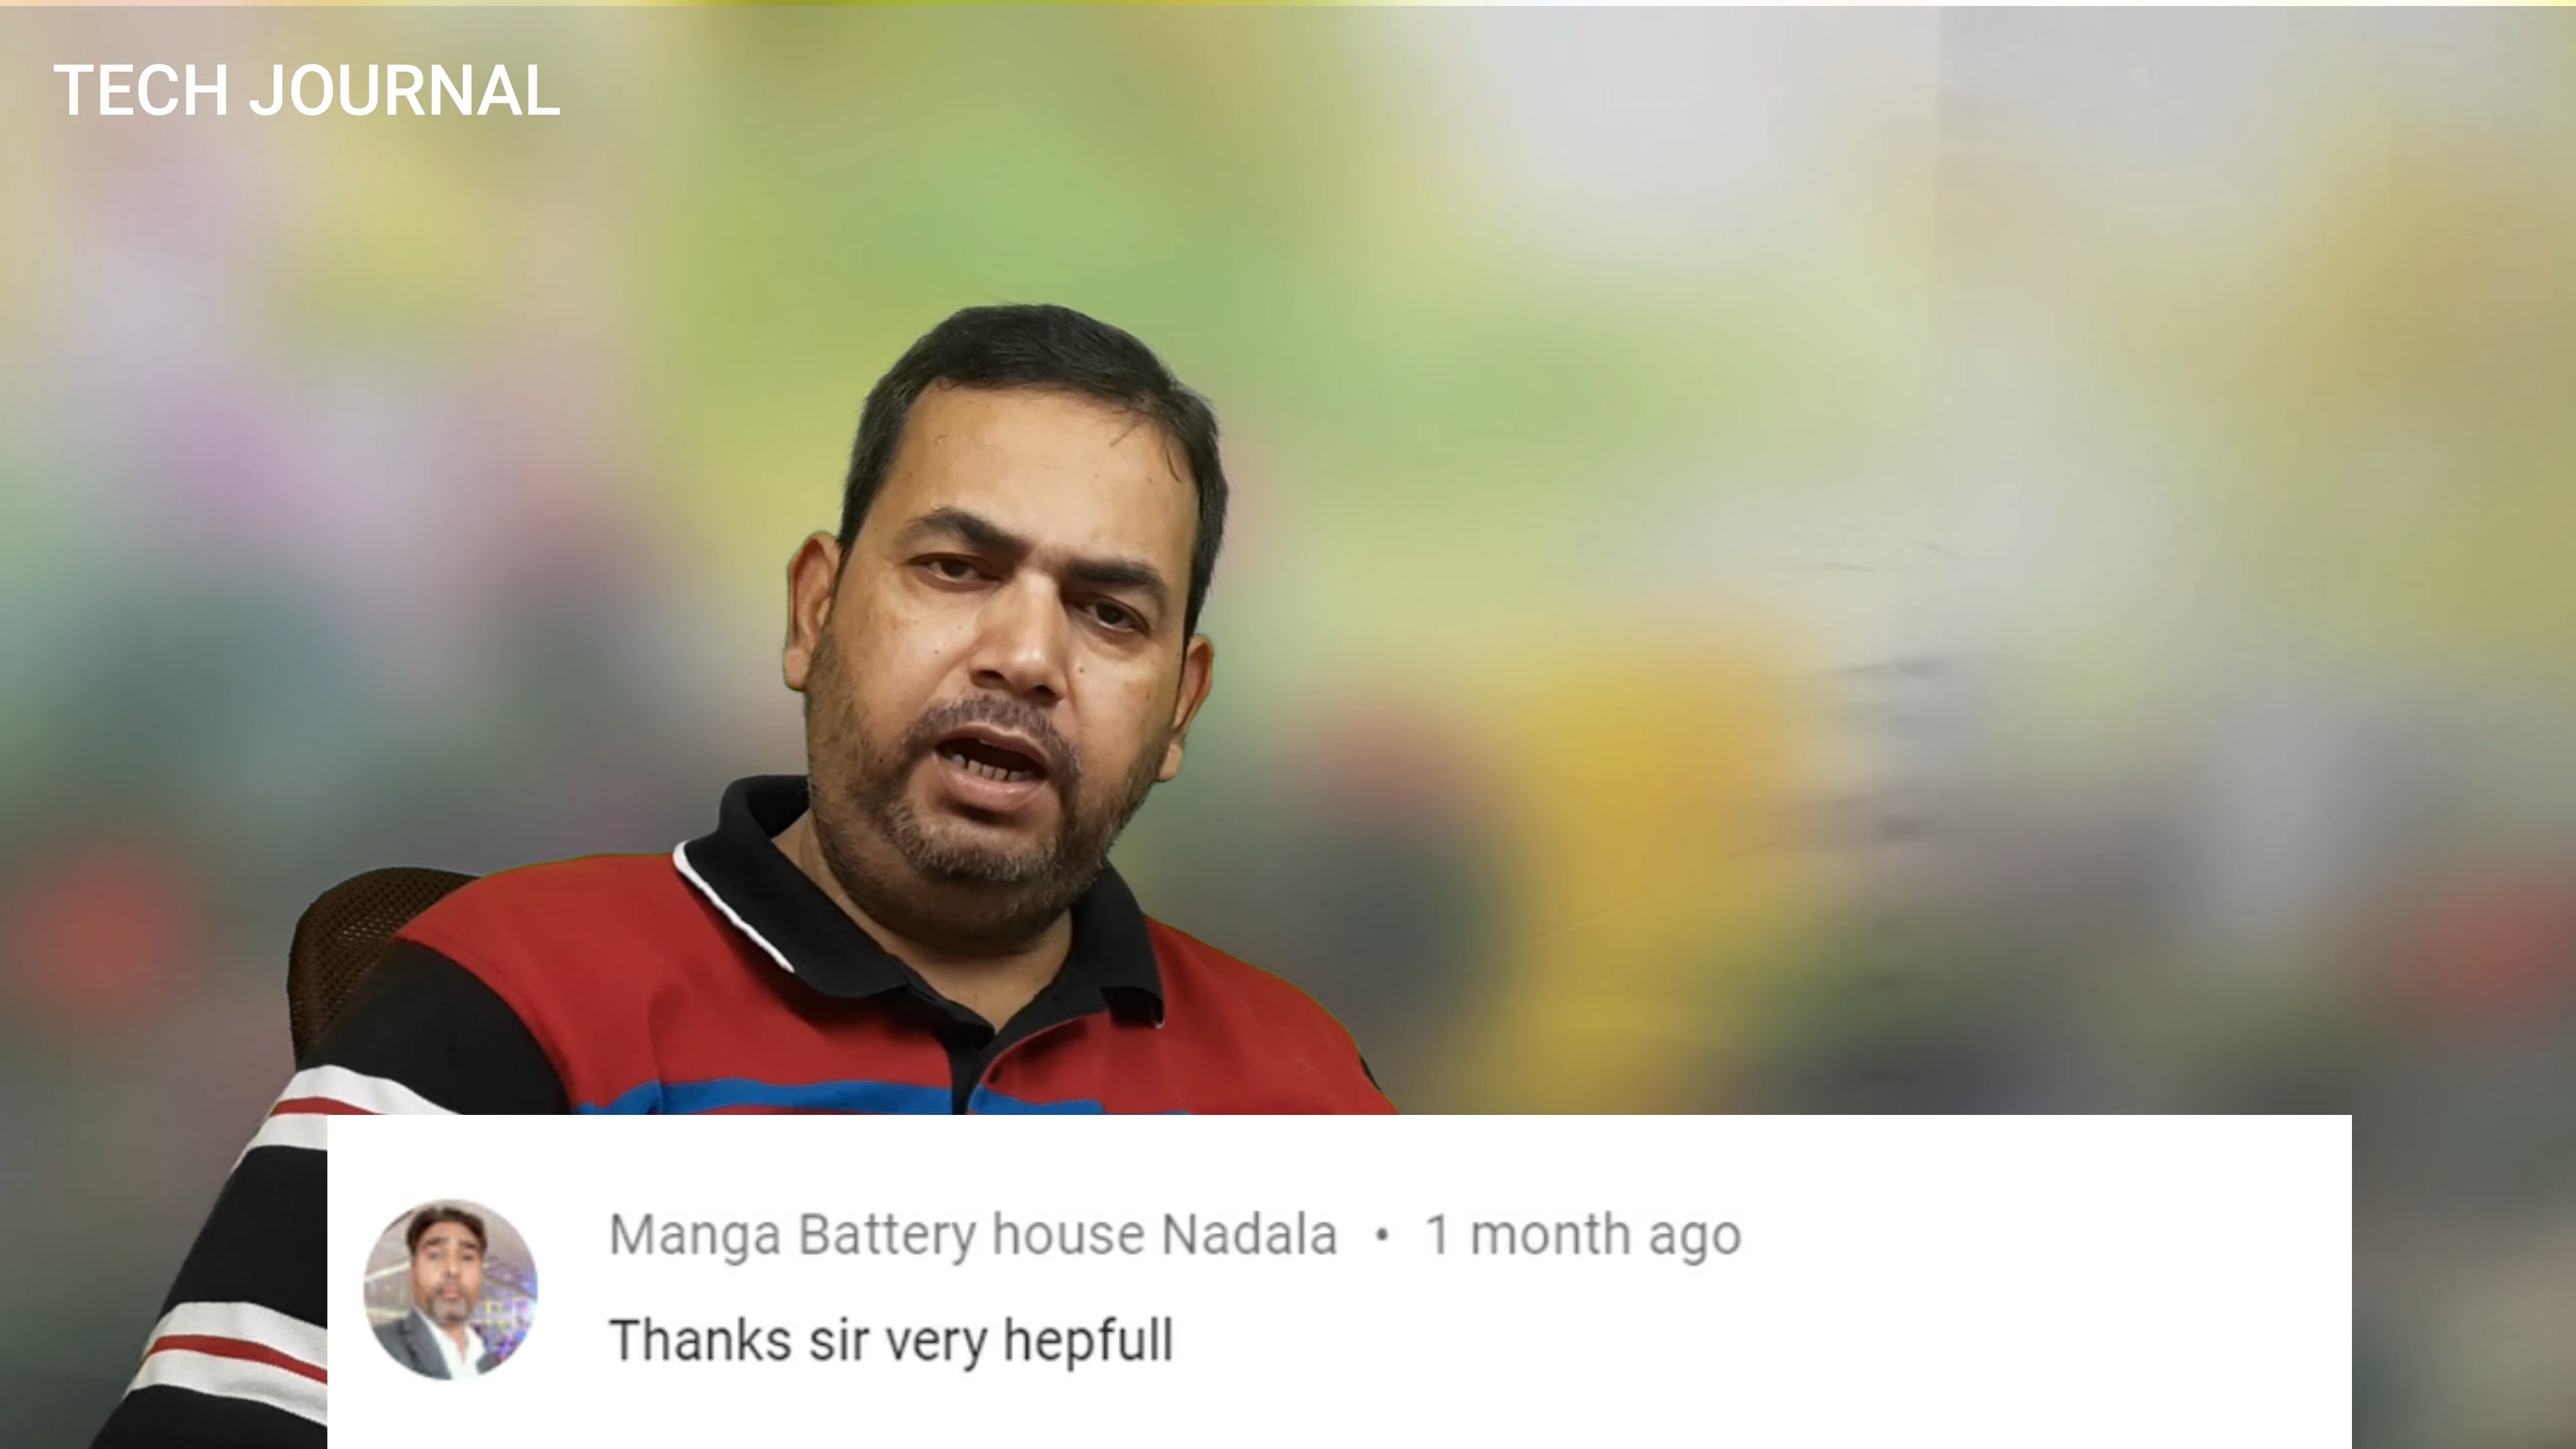 TECH JOURNAL
Manga Battery house Nadala • 1 month ago
Thanks sir very hepfull